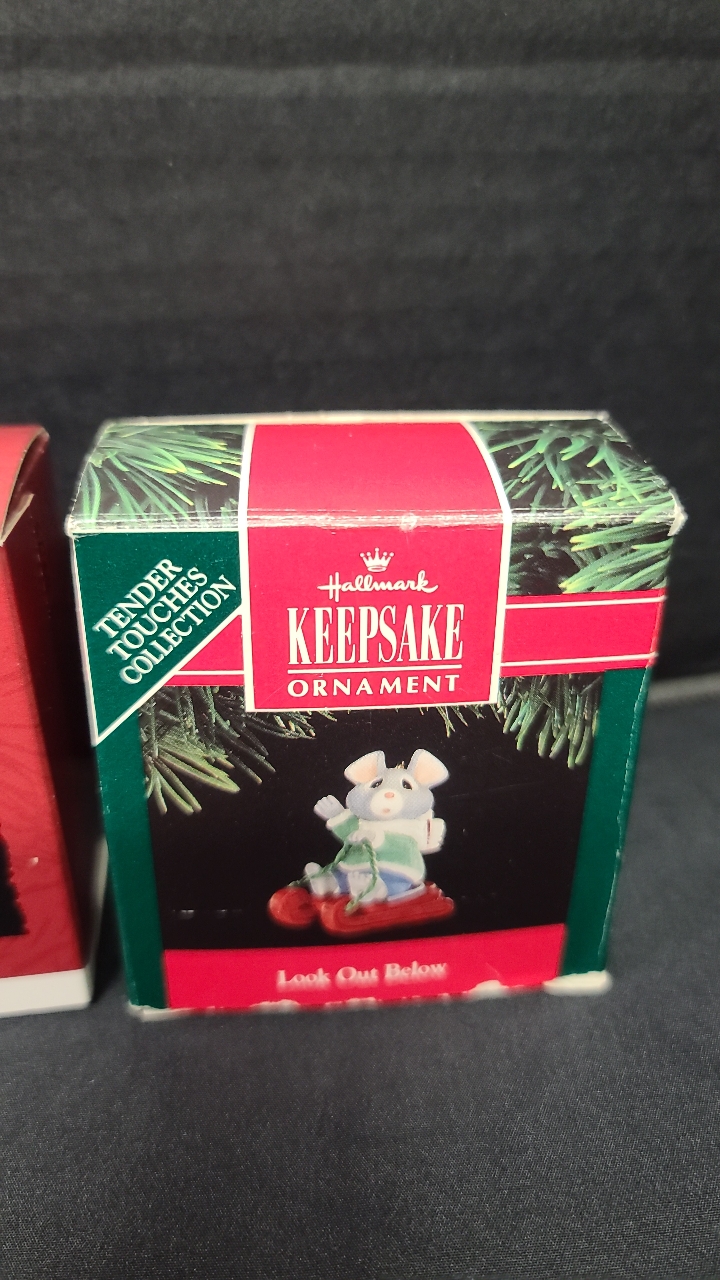 TENDER
TOUCHES
COLLECTION
Hallmark
KEEPSAKE
ORNAMENT
Look Out Below